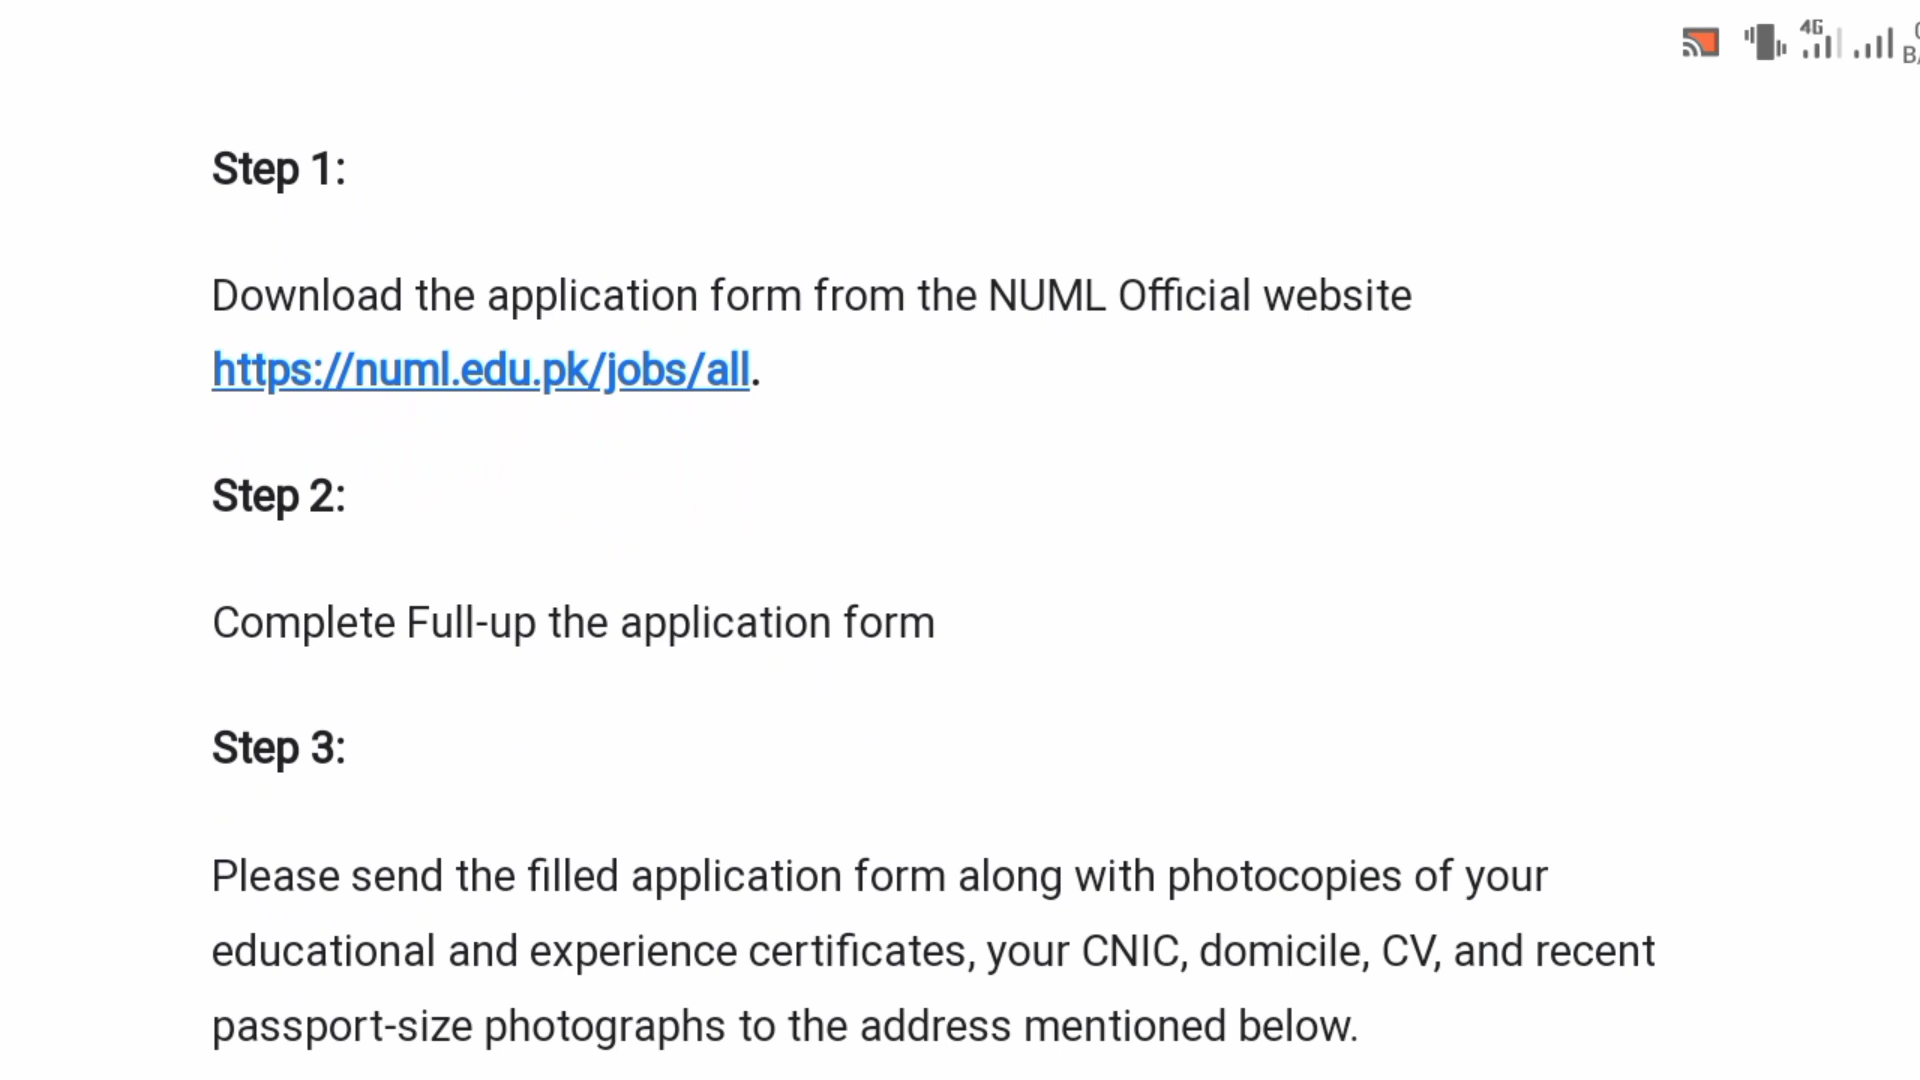 4G
Step 1:
Download the application form from the NUML Official website
https://numl.edu.pk/jobs/all.
Step 2:
Complete Full-up the application form
Step 3:
Please send the filled application form along with photocopies of your
educational and experience certificates, your CNIC, domicile, CV, and recent
passport-size photographs to the address mentioned below.